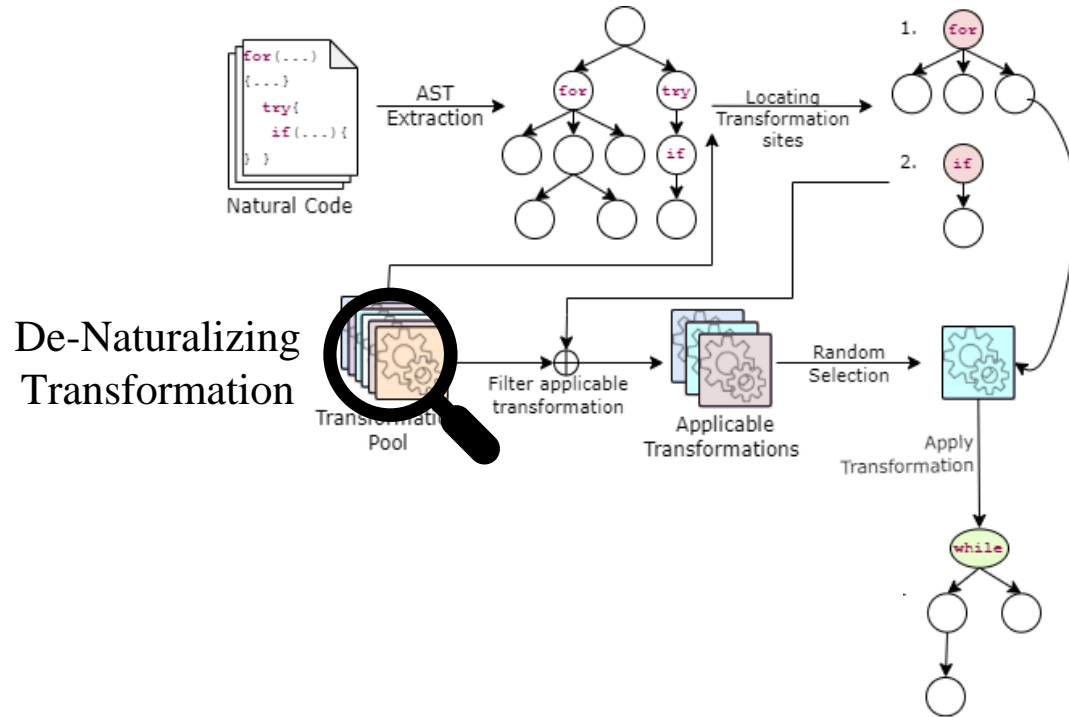 for(...)
{...}
try{
if(...){
} }
Natural Code
AST
Extraction
for
try
if
Locating
Transformation
sites
1.
for
2.
if
De-Naturalizing
Transformation
Transformation
Pool
Filter applicable
transformation
Applicable
Transformations
Random
Selection
Apply
Transformation
while